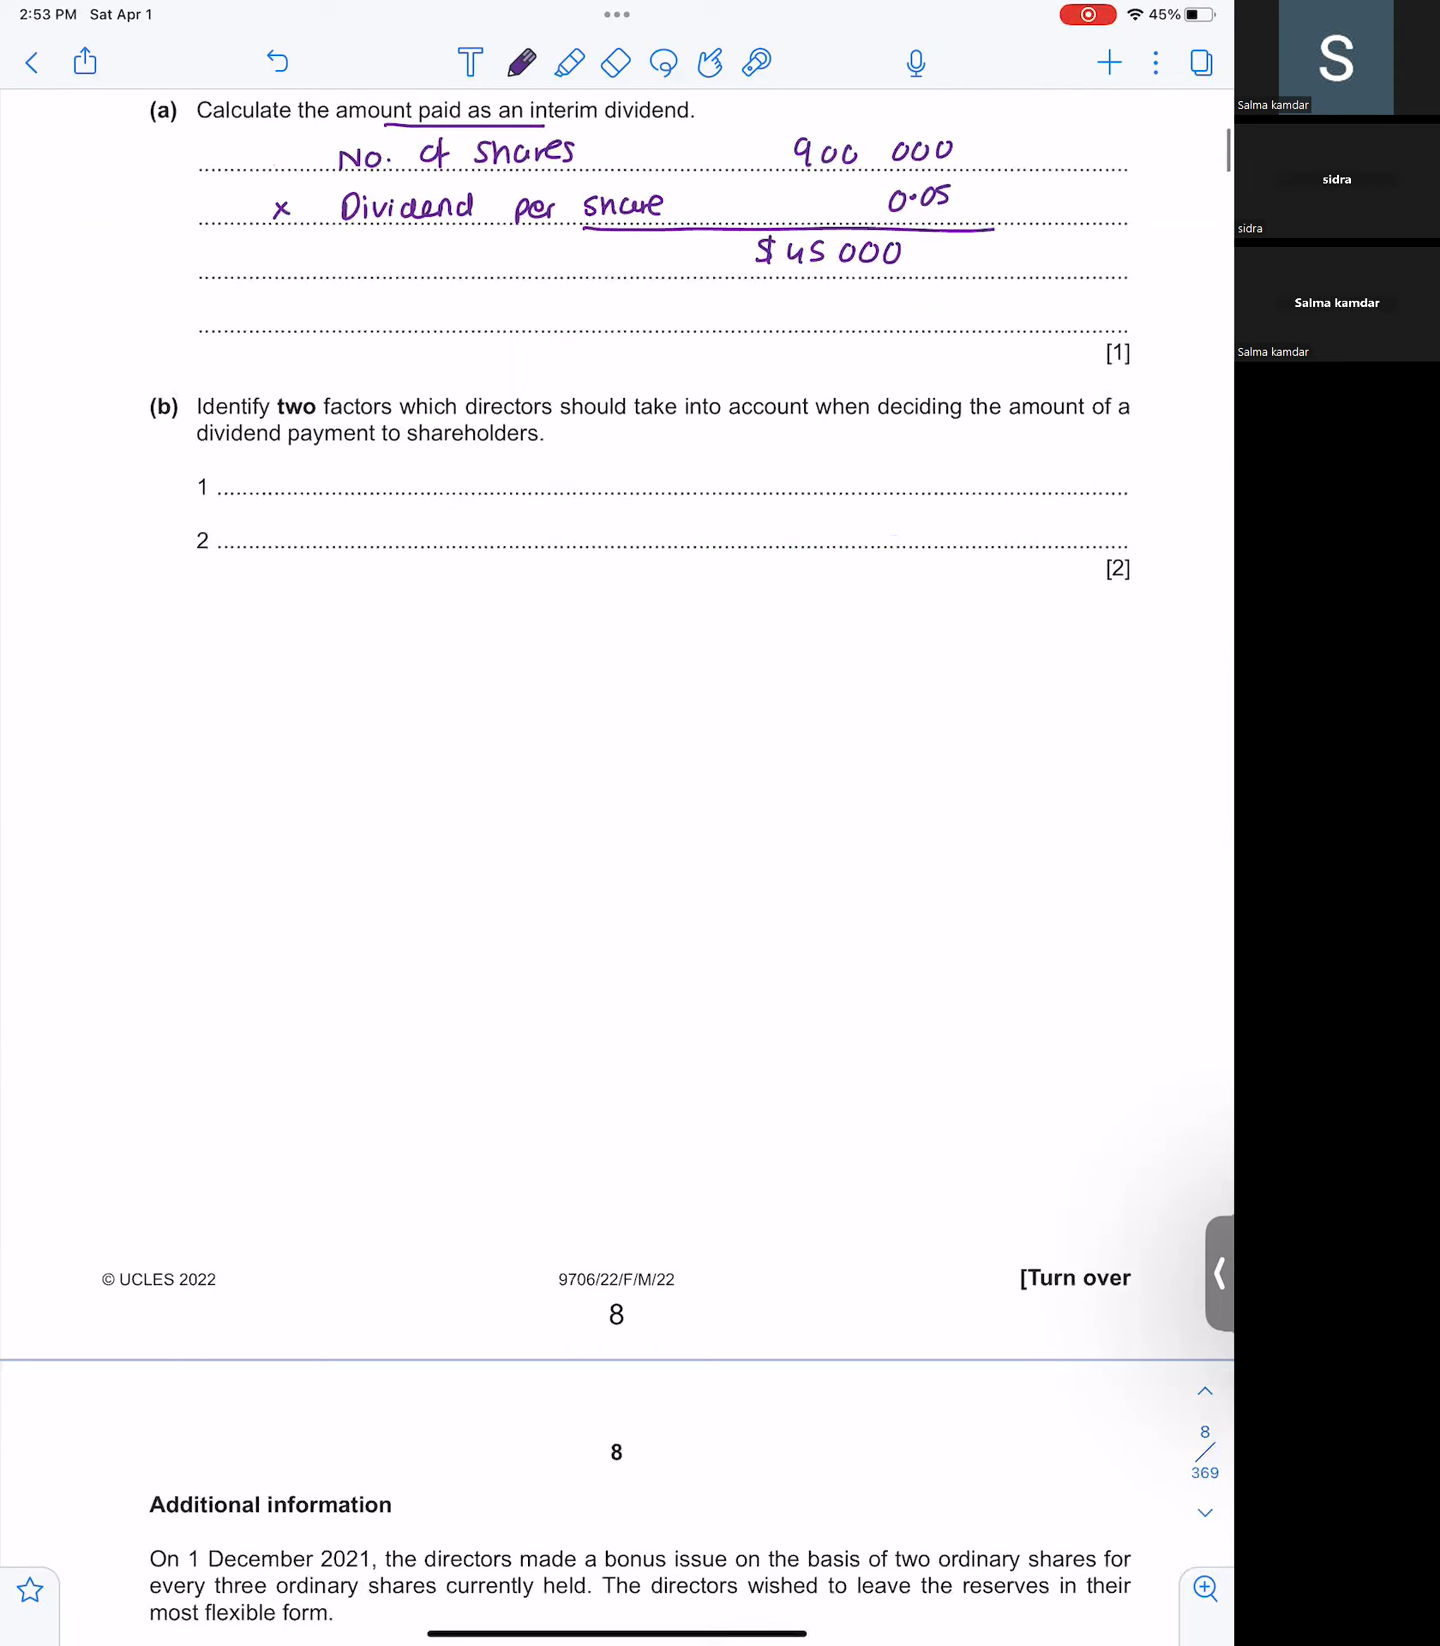 2:53 PM Sat Apr 1
45%
S
Salma kamdar
sidra
sidra
Salma kamdar
Salma kamdar
(a) Calculate the amount paid as an interim dividend.
No. of shares 900 000
x Dividend per share 0.05
$ 45 000
[1]
(b) Identify two factors which directors should take into account when deciding the amount of a
dividend payment to shareholders.
1
2
[2]
© UCLES 2022 9706/22/F/M/22 [Turn over
8
8
8
369
Additional information
On 1 December 2021, the directors made a bonus issue on the basis of two ordinary shares for
every three ordinary shares currently held. The directors wished to leave the reserves in their
most flexible form.